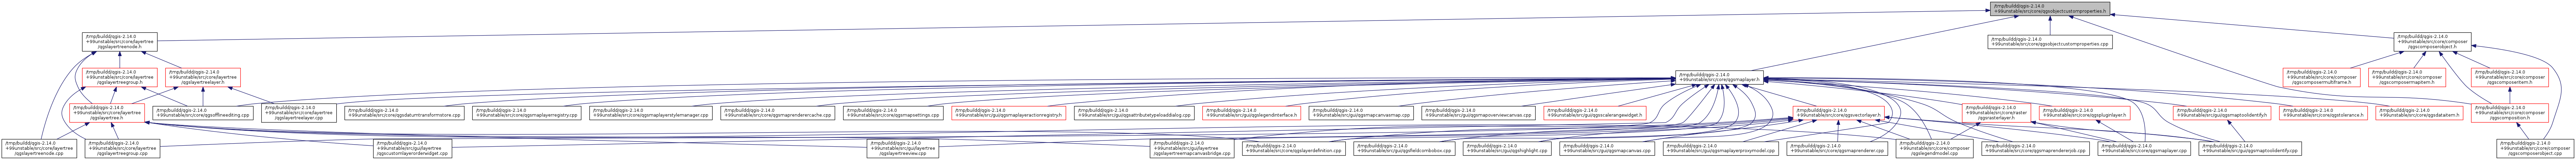 /tmp/buildd/qgis-2.14.0
+99unstable/src/core/qgsobjectcustomproperties.h
/tmp/buildd/qgis-2.14.0
+99unstable/src/core/layertree
/qgslayertreenode.h
/tmp/buildd/qgis-2.14.0
+99unstable/src/core/qgsobjectcustomproperties.cpp
/tmp/buildd/qgis-2.14.0
+99unstable/src/core/composer
/qgscomposerobject.h
/tmp/buildd/qgis-2.14.0
+99unstable/src/core/layertree
/qgslayertreegroup.h
/tmp/buildd/qgis-2.14.0
+99unstable/src/core/layertree
/qgslayertreelayer.h
/tmp/buildd/qgis-2.14.0
+99unstable/src/core/qgsmaplayer.h
/tmp/buildd/qgis-2.14.0
+99unstable/src/core/composer
/qgscomposermultiframe.h
/tmp/buildd/qgis-2.14.0
+99unstable/src/core/composer
/qgscomposermapitem.h
/tmp/buildd/qgis-2.14.0
+99unstable/src/core/composer
/qgscomposeritem.h
/tmp/buildd/qgis-2.14.0
+99unstable/src/core/layertree
/qgslayertree.h
/tmp/buildd/qgis-2.14.0
+99unstable/src/core/qgsofflineediting.cpp
/tmp/buildd/qgis-2.14.0
+99unstable/src/core/layertree
/qgslayertreelayer.cpp
/tmp/buildd/qgis-2.14.0
+99unstable/src/core/qgsdatumtransformstore.cpp
/tmp/buildd/qgis-2.14.0
+99unstable/src/core/qgsmaplayerregistry.cpp
/tmp/buildd/qgis-2.14.0
+99unstable/src/core/qgsmaplayerstylemanager.cpp
/tmp/buildd/qgis-2.14.0
+99unstable/src/core/qgsmaprenderercache.cpp
/tmp/buildd/qgis-2.14.0
+99unstable/src/core/qgsmapsettings.cpp
/tmp/buildd/qgis-2.14.0
+99unstable/src/gui/qgsmaplayeractionregistry.h
/tmp/buildd/qgis-2.14.0
+99unstable/src/gui/qgsattributetypeloaddialog.cpp
/tmp/buildd/qgis-2.14.0
+99unstable/src/gui/qgslegendinterface.h
/tmp/buildd/qgis-2.14.0
+99unstable/src/gui/qgsmapcanvasmap.cpp
/tmp/buildd/qgis-2.14.0
+99unstable/src/gui/qgsmapoverviewcanvas.cpp
/tmp/buildd/qgis-2.14.0
+99unstable/src/gui/qgsscalerangewidget.h
/tmp/buildd/qgis-2.14.0
+99unstable/src/core/qgsvectorlayer.h
/tmp/buildd/qgis-2.14.0
+99unstable/src/core/raster
/qgsrasterlayer.h
/tmp/buildd/qgis-2.14.0
+99unstable/src/core/qgspluginlayer.h
/tmp/buildd/qgis-2.14.0
+99unstable/src/gui/qgsmaptoolidentify.h
/tmp/buildd/qgis-2.14.0
+99unstable/src/core/qgstolerance.h
/tmp/buildd/qgis-2.14.0
+99unstable/src/core/qgsdataitem.h
/tmp/buildd/qgis-2.14.0
+99unstable/src/core/composer
/qgscomposition.h
/tmp/buildd/qgis-2.14.0
+99unstable/src/core/layertree
/qgslayertreenode.cpp
/tmp/buildd/qgis-2.14.0
+99unstable/src/core/layertree
/qgslayertreegroup.cpp
/tmp/buildd/qgis-2.14.0
+99unstable/src/gui/layertree
/qgscustomlayerorderwidget.cpp
/tmp/buildd/qgis-2.14.0
+99unstable/src/gui/layertree
/qgslayertreeview.cpp
/tmp/buildd/qgis-2.14.0
+99unstable/src/gui/layertree
/qgslayertreemapcanvasbridge.cpp
/tmp/buildd/qgis-2.14.0
+99unstable/src/core/qgslayerdefinition.cpp
/tmp/buildd/qgis-2.14.0
+99unstable/src/gui/qgsfieldcombobox.cpp
/tmp/buildd/qgis-2.14.0
+99unstable/src/gui/qgshighlight.cpp
/tmp/buildd/qgis-2.14.0
+99unstable/src/gui/qgsmapcanvas.cpp
/tmp/buildd/qgis-2.14.0
+99unstable/src/gui/qgsmaplayerproxymodel.cpp
/tmp/buildd/qgis-2.14.0
+99unstable/src/core/qgsmaprenderer.cpp
/tmp/buildd/qgis-2.14.0
+99unstable/src/core/composer
/qgslegendmodel.cpp
/tmp/buildd/qgis-2.14.0
+99unstable/src/core/qgsmaprendererjob.cpp
/tmp/buildd/qgis-2.14.0
+99unstable/src/core/qgsmaplayer.cpp
/tmp/buildd/qgis-2.14.0
+99unstable/src/gui/qgsmaptoolidentify.cpp
/tmp/buildd/qgis-2.14.0
+99unstable/src/core/composer
/qgscomposerobject.cpp